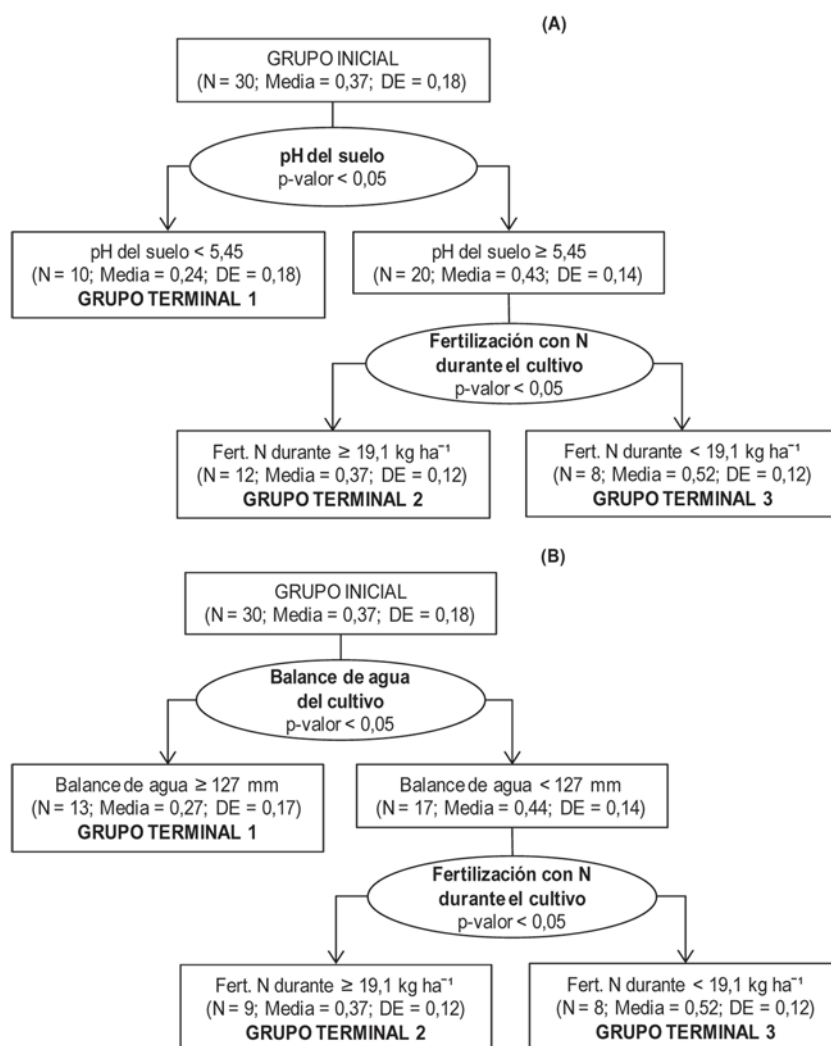 (A)
GRUPO INICIAL
(N = 30; Media = 0,37; DE = 0,18)
pH del suelo
p-valor < 0,05
pH del suelo < 5,45
(N = 10; Media = 0,24; DE = 0,18)
GRUPO TERMINAL 1
pH del suelo ≥ 5,45
(N = 20; Media = 0,43; DE = 0,14)
Fertilización con N
durante el cultivo
p-valor < 0,05
Fert. N durante ≥ 19,1 kg ha⁻¹
(N = 12; Media = 0,37; DE = 0,12)
GRUPO TERMINAL 2
Fert. N durante < 19,1 kg ha⁻¹
(N = 8; Media = 0,52; DE = 0,12)
GRUPO TERMINAL 3
(B)
GRUPO INICIAL
(N = 30; Media = 0,37; DE = 0,18)
Balance de agua
del cultivo
p-valor < 0,05
Balance de agua ≥ 127 mm
(N = 13; Media = 0,27; DE = 0,17)
GRUPO TERMINAL 1
Balance de agua < 127 mm
(N = 17; Media = 0,44; DE = 0,14)
Fertilización con N
durante el cultivo
p-valor < 0,05
Fert. N durante ≥ 19,1 kg ha⁻¹
(N = 9; Media = 0,37; DE = 0,12)
GRUPO TERMINAL 2
Fert. N durante < 19,1 kg ha⁻¹
(N = 8; Media = 0,52; DE = 0,12)
GRUPO TERMINAL 3